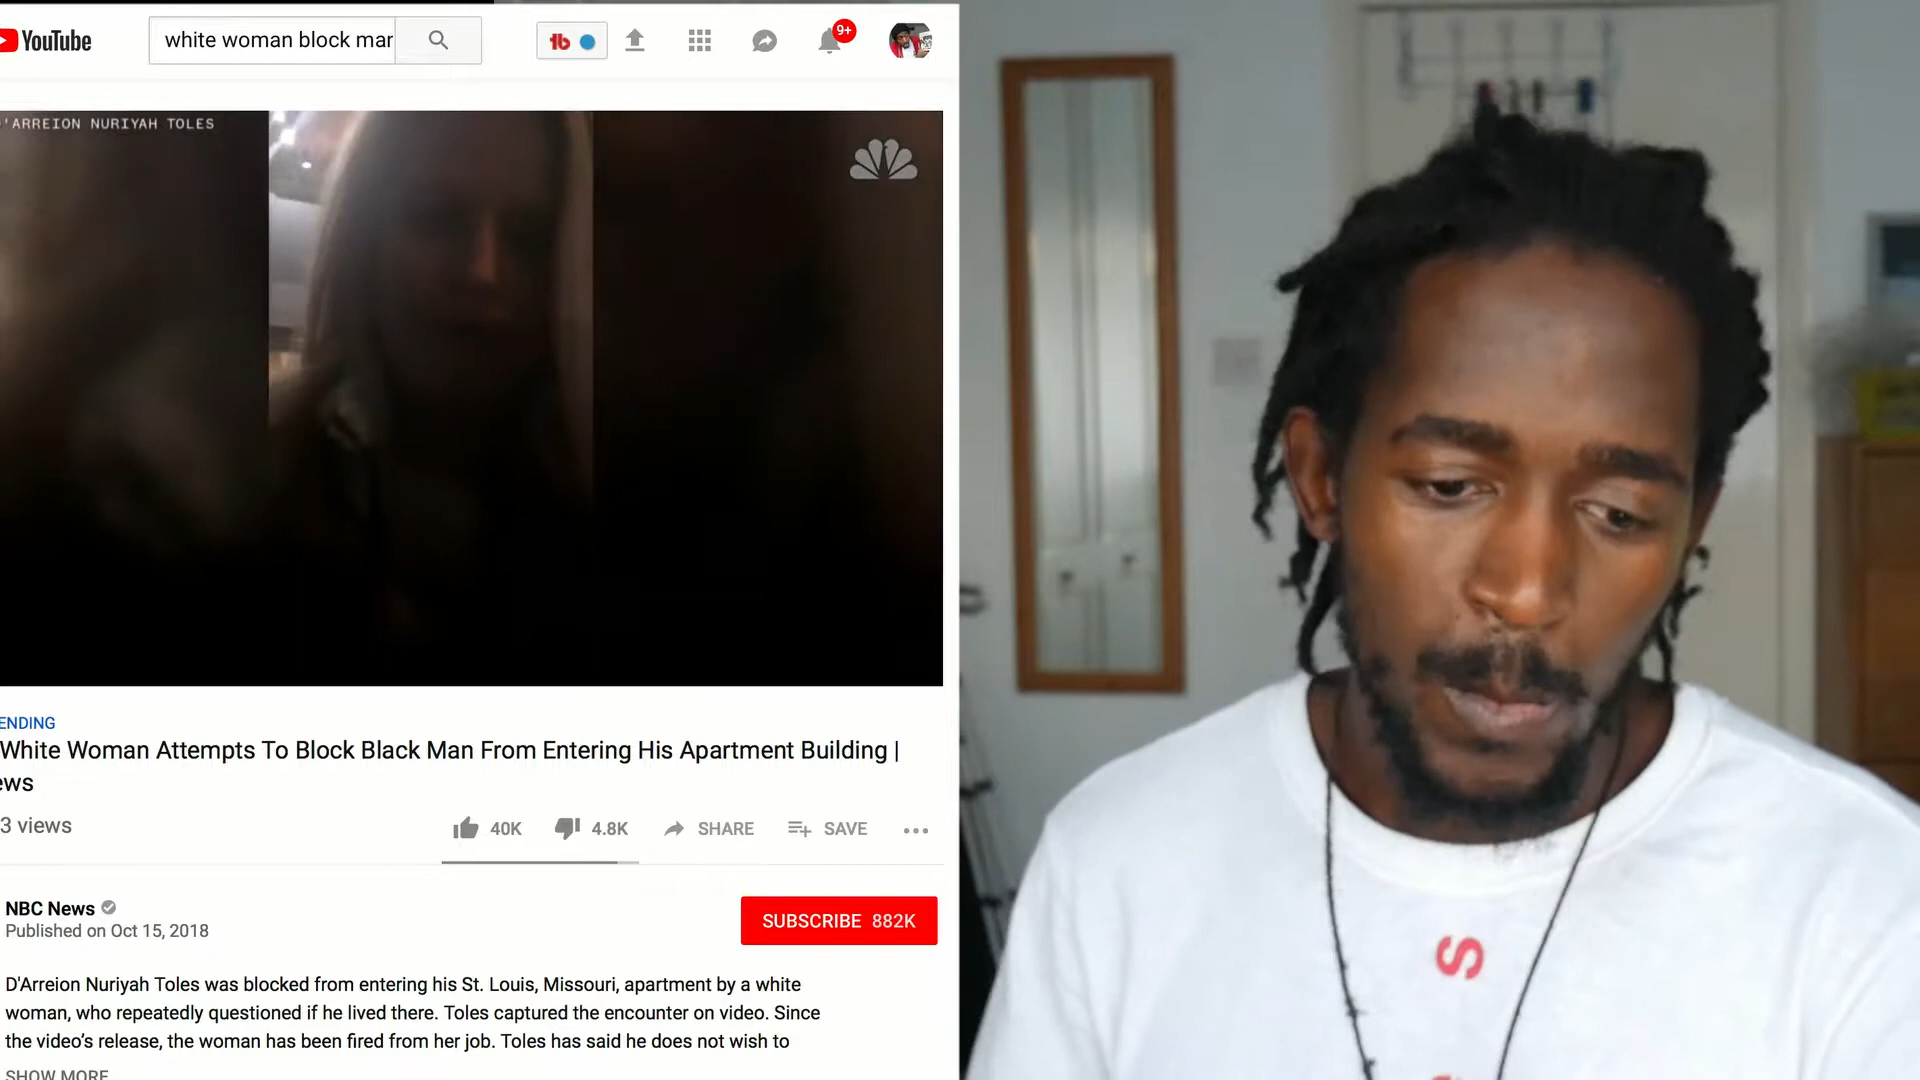 YouTube
white woman block mar
9+
'ARREION NURIYAH TOLES
ENDING
White Woman Attempts To Block Black Man From Entering His Apartment Building |
ews
3 views
40K
4.8K
SHARE
SAVE
NBC News
Published on Oct 15, 2018
SUBSCRIBE 882K
D'Arreion Nuriyah Toles was blocked from entering his St. Louis, Missouri, apartment by a white
woman, who repeatedly questioned if he lived there. Toles captured the encounter on video. Since
the video's release, the woman has been fired from her job. Toles has said he does not wish to
SHOW MORE
S